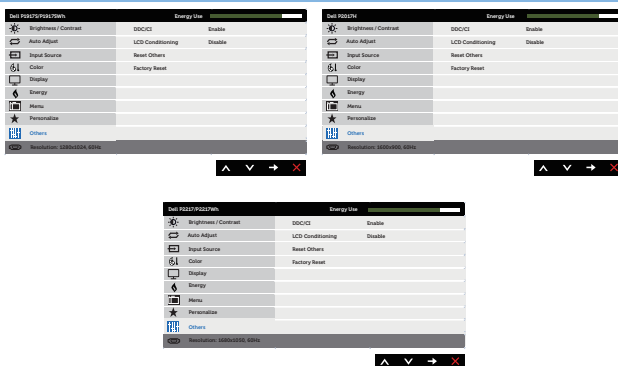 Dell P1917S/P1917SWh Energy Use
Brightness / Contrast DDC/CI Enable
Auto Adjust LCD Conditioning Disable
Input Source Reset Others
Color Factory Reset
Display
Energy
Menu
Personalize
Others
Resolution: 1280x1024, 60Hz
Dell P2017H Energy Use
Brightness / Contrast DDC/CI Enable
Auto Adjust LCD Conditioning Disable
Input Source Reset Others
Color Factory Reset
Display
Energy
Menu
Personalize
Others
Resolution: 1600x900, 60Hz
Dell P2217/P2217Wh Energy Use
Brightness / Contrast DDC/CI Enable
Auto Adjust LCD Conditioning Disable
Input Source Reset Others
Color Factory Reset
Display
Energy
Menu
Personalize
Others
Resolution: 1680x1050, 60Hz